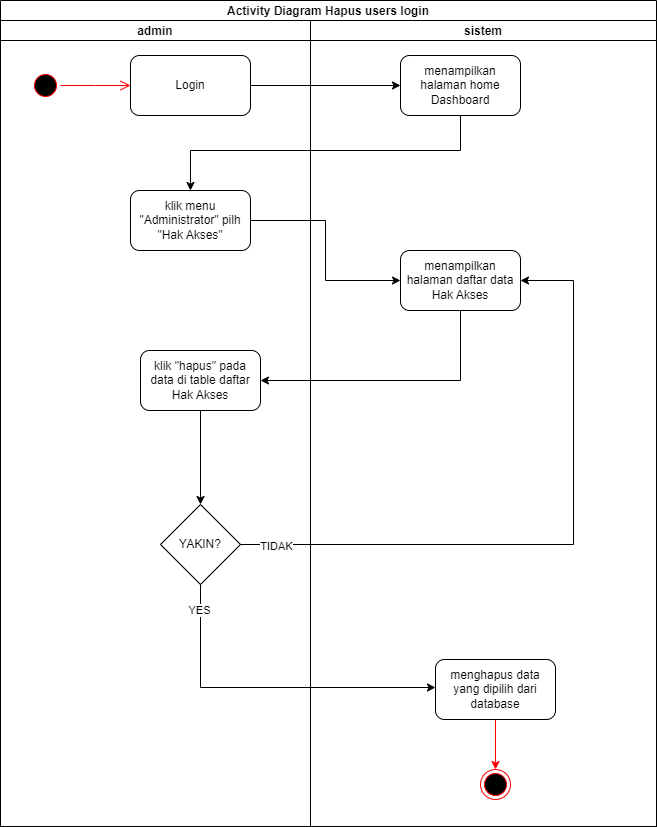 Activity Diagram Hapus users login
admin
sistem
Login
menampilkan
halaman home
Dashboard
klik menu
"Administrator" pilh
"Hak Akses"
menampilkan
halaman daftar data
Hak Akses
klik "hapus" pada
data di table daftar
Hak Akses
YAKIN?
TIDAK
YES
menghapus data
yang dipilih dari
database